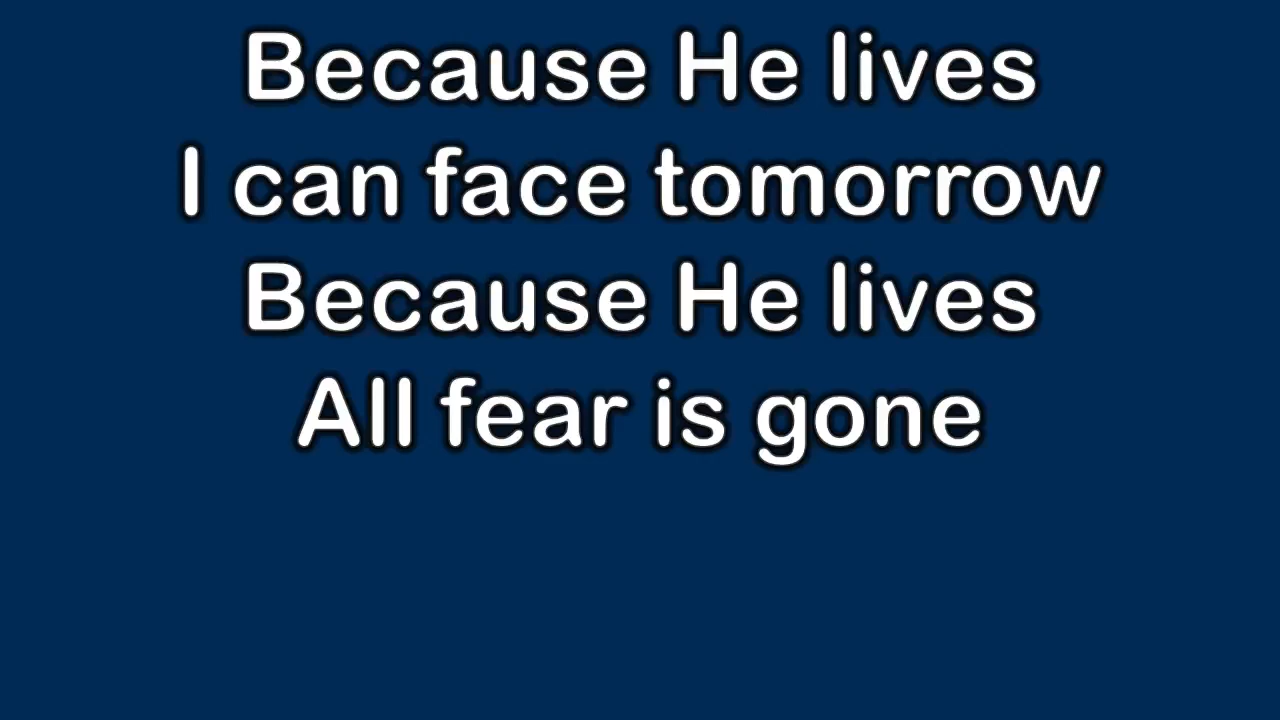 Because He lives
I can face tomorrow
Because He lives
All fear is gone